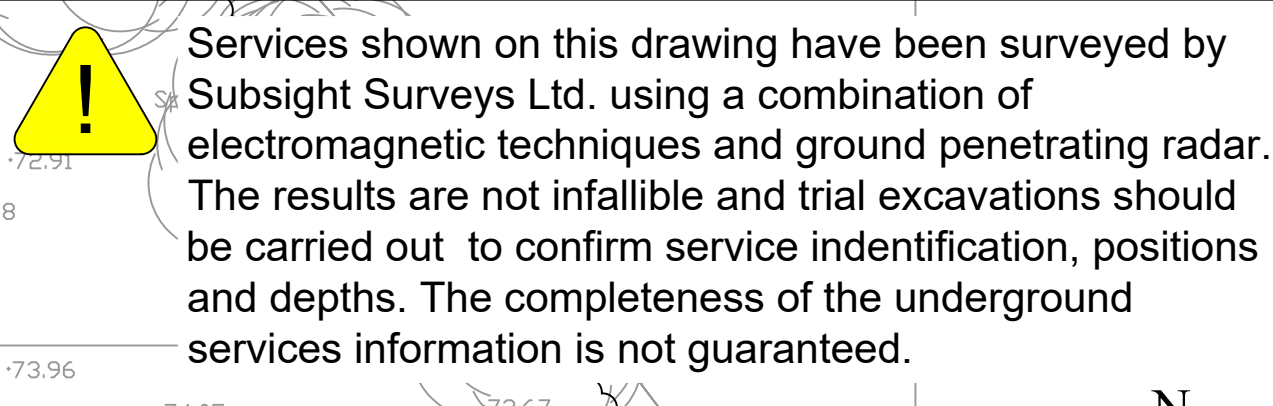 Services shown on this drawing have been surveyed by
Subsight Surveys Ltd. using a combination of
electromagnetic techniques and ground penetrating radar.
The results are not infallible and trial excavations should
be carried out  to confirm service indentification, positions
and depths. The completeness of the underground
services information is not guaranteed.
!
72.91
8
73.96
N